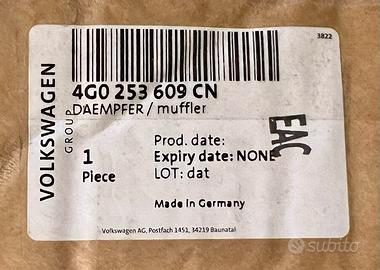 3822
4G0 253 609 CN
DAEMPFER / muffler
VOLKSWAGEN
GROUP
1
Piece
Prod. date:
Expiry date: NONE
LOT: dat
EAC
Made in Germany
Volkswagen AG, Postfach 1451, 34219 Baunatal
subito